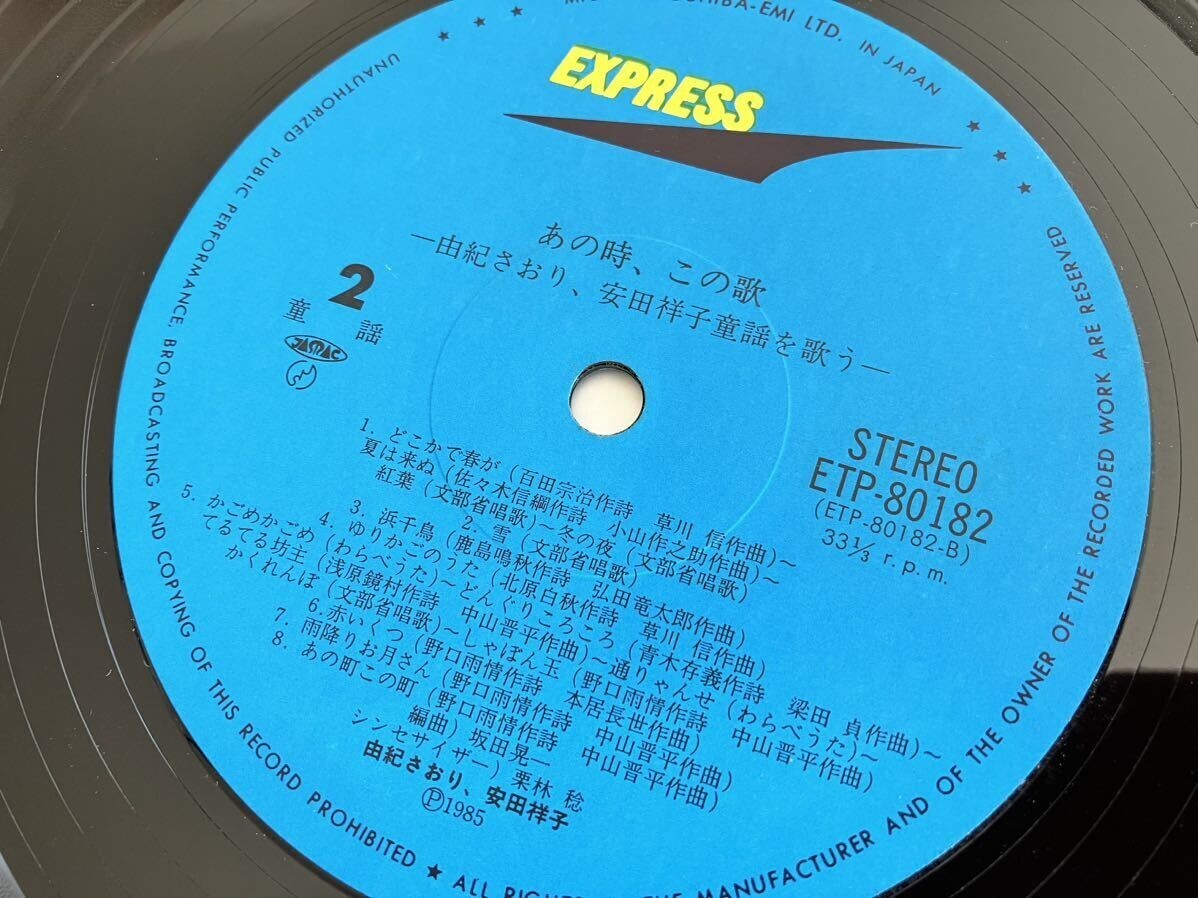 EXPRESS
あの時、この歌
—由紀さおり、安田祥子童謡を歌う—
2
童 謡
JASRAC
STEREO
ETP-80182
(ETP-80182-B)
33⅓ r.p.m.
1. どこかで春が (百田宗治作詩 草川 信作曲)~
夏は来ぬ (佐々木信綱作詩 小山作之助作曲)~
紅葉 (文部省唱歌)~冬の夜 (文部省唱歌)
2. 雪 (文部省唱歌)
3. 浜千鳥 (鹿島鳴秋作詩 弘田竜太郎作曲)
4. ゆりかごのうた (北原白秋作詩 草川 信作曲)
5. かごめかごめ (わらべうた)~どんぐりころころ (青木存義作詩 梁田 貞作曲)~
てるてる坊主 (浅原鏡村作詩 中山晋平作曲)~通りゃんせ (わらべうた)~
かくれんぼ (文部省唱歌)~しゃぼん玉 (野口雨情作詩 中山晋平作曲)
6. 赤いくつ (野口雨情作詩 本居長世作曲)
7. 雨降りお月さん (野口雨情作詩 中山晋平作曲)
8. あの町この町 (野口雨情作詩 中山晋平作曲)
編曲) 坂田晃一
シンセサイザー) 栗林 稔
由紀さおり、安田祥子
Ⓟ1985
-EMI LTD. IN JAPAN
★ ★ ★ ALL OF THE MANUFACTURER AND OF THE OWNER OF THE RECORDED WORK ARE RESERVED ★ ★ ★
UNAUTHORIZED PUBLIC PERFORMANCE, BROADCASTING AND COPYING OF THIS RECORD PROHIBITED